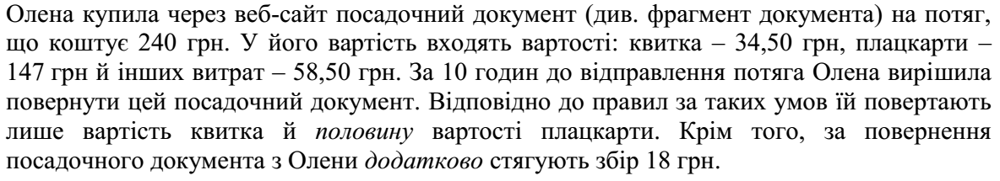 Олена купила через веб-сайт посадочний документ (див. фрагмент документа) на потяг,
що коштує 240 грн. У його вартість входять вартості: квитка – 34,50 грн, плацкарти –
147 грн й інших витрат – 58,50 грн. За 10 годин до відправлення потяга Олена вирішила
повернути цей посадочний документ. Відповідно до правил за таких умов їй повертають
лише вартість квитка й половину вартості плацкарти. Крім того, за повернення
посадочного документа з Олени додатково стягують збір 18 грн.